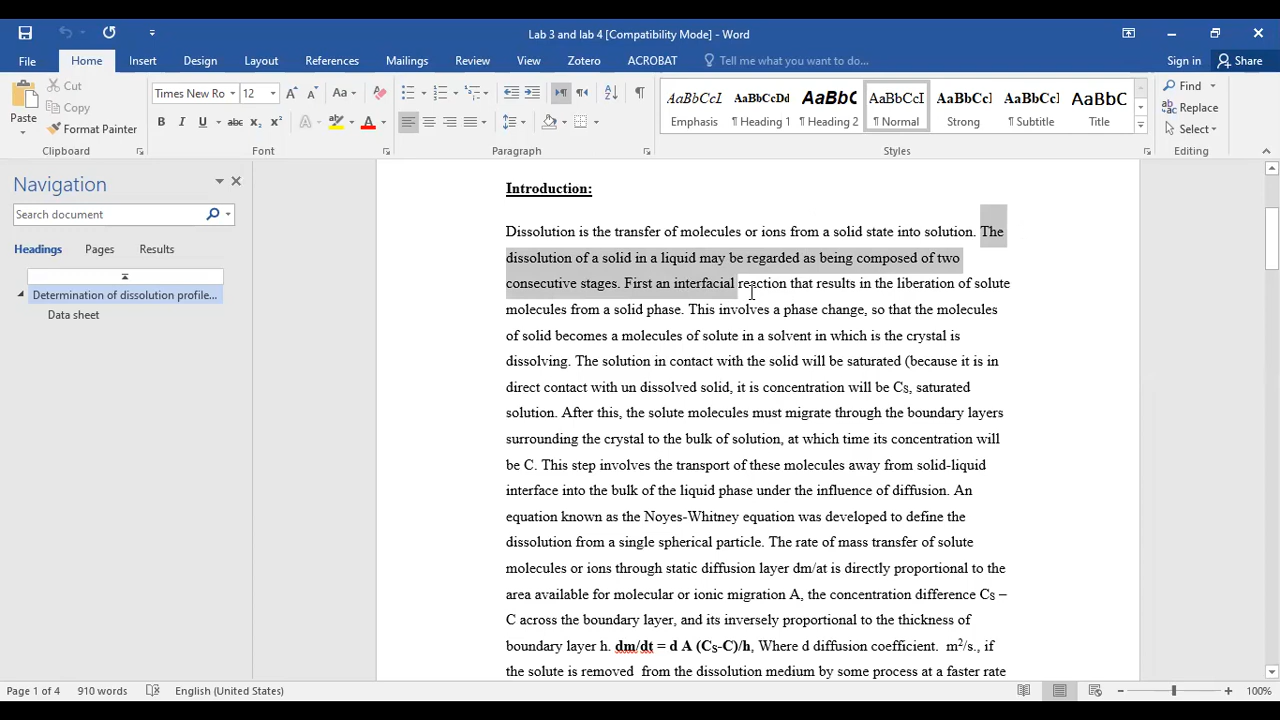 Lab 3 and lab 4 [Compatibility Mode] - Word
File Home Insert Design Layout References Mailings Review View Zotero ACROBAT Tell me what you want to do... Sign in Share
Paste
Cut
Copy
Format Painter
Clipboard
Times New Ro 12
Aa
B I U abc x₂ x² A
Font
Paragraph
AaBbCcI AaBbCcDd AaBbC AaBbCcI AaBbCcI AaBbCcI AaBbC
Emphasis ¶ Heading 1 ¶ Heading 2 ¶ Normal Strong ¶ Subtitle Title
Styles
Find
Replace
Select
Editing
Navigation
Search document
Headings Pages Results
Determination of dissolution profile...
Data sheet
Introduction:
Dissolution is the transfer of molecules or ions from a solid state into solution. The
dissolution of a solid in a liquid may be regarded as being composed of two
consecutive stages. First an interfacial reaction that results in the liberation of solute
molecules from a solid phase. This involves a phase change, so that the molecules
of solid becomes a molecules of solute in a solvent in which is the crystal is
dissolving. The solution in contact with the solid will be saturated (because it is in
direct contact with un dissolved solid, it is concentration will be Cs, saturated
solution. After this, the solute molecules must migrate through the boundary layers
surrounding the crystal to the bulk of solution, at which time its concentration will
be C. This step involves the transport of these molecules away from solid-liquid
interface into the bulk of the liquid phase under the influence of diffusion. An
equation known as the Noyes-Whitney equation was developed to define the
dissolution from a single spherical particle. The rate of mass transfer of solute
molecules or ions through static diffusion layer dm/at is directly proportional to the
area available for molecular or ionic migration A, the concentration difference Cs –
C across the boundary layer, and its inversely proportional to the thickness of
boundary layer h. dm/dt = d A (Cs-C)/h, Where d diffusion coefficient. m²/s., if
the solute is removed from the dissolution medium by some process at a faster rate
Page 1 of 4 910 words English (United States) 100%